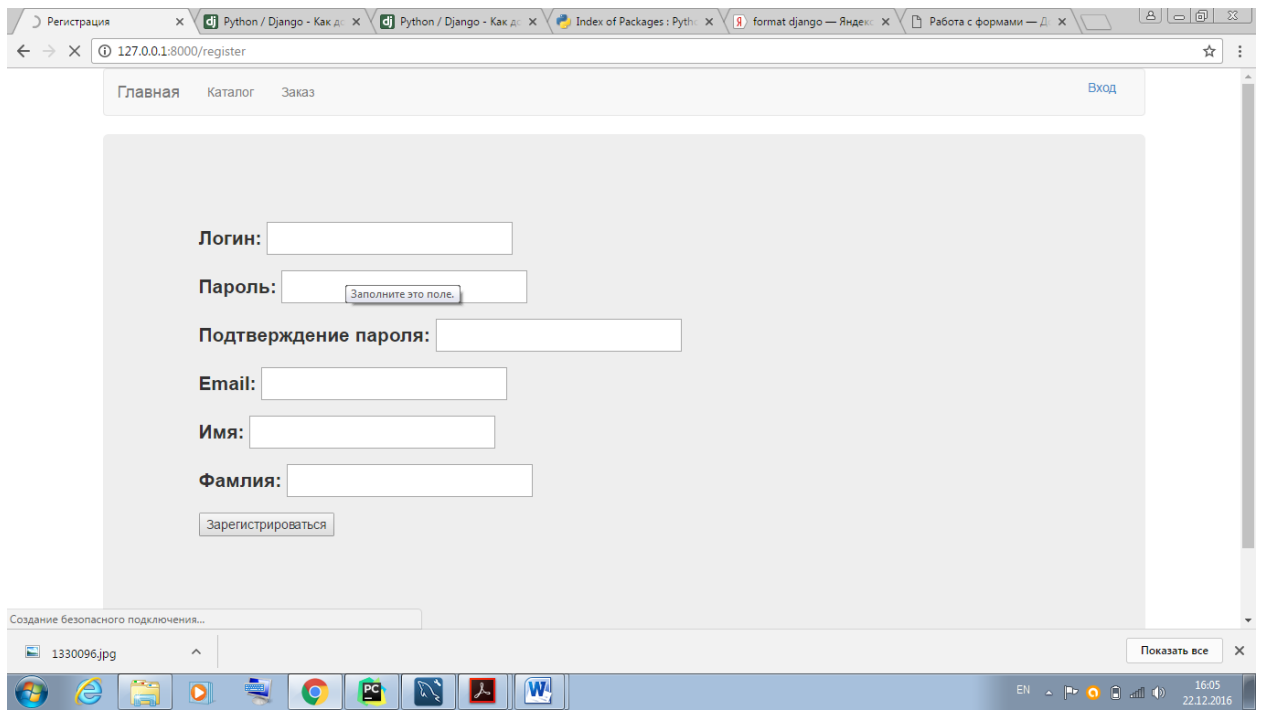 Регистрация
Python / Django - Как дс
Python / Django - Как дс
Index of Packages : Pyth
format django — Яндекс
Работа с формами — Д
127.0.0.1:8000/register
Главная Каталог Заказ Вход
Логин:
Пароль:
Заполните это поле.
Подтверждение пароля:
Email:
Имя:
Фамлия:
Зарегистрироваться
Создание безопасного подключения...
1330096.jpg
Показать все
EN
16:05
22.12.2016